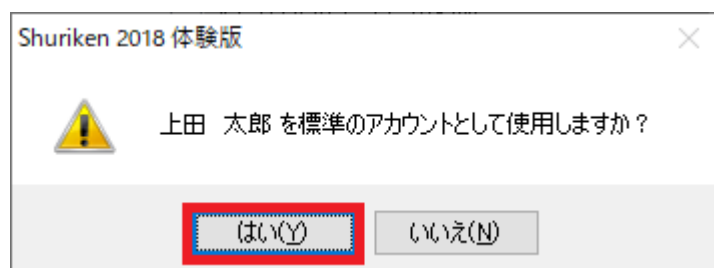 Shuriken 2018 体験版
上田　太郎 を標準のアカウントとして使用しますか？
はい(Y)
いいえ(N)